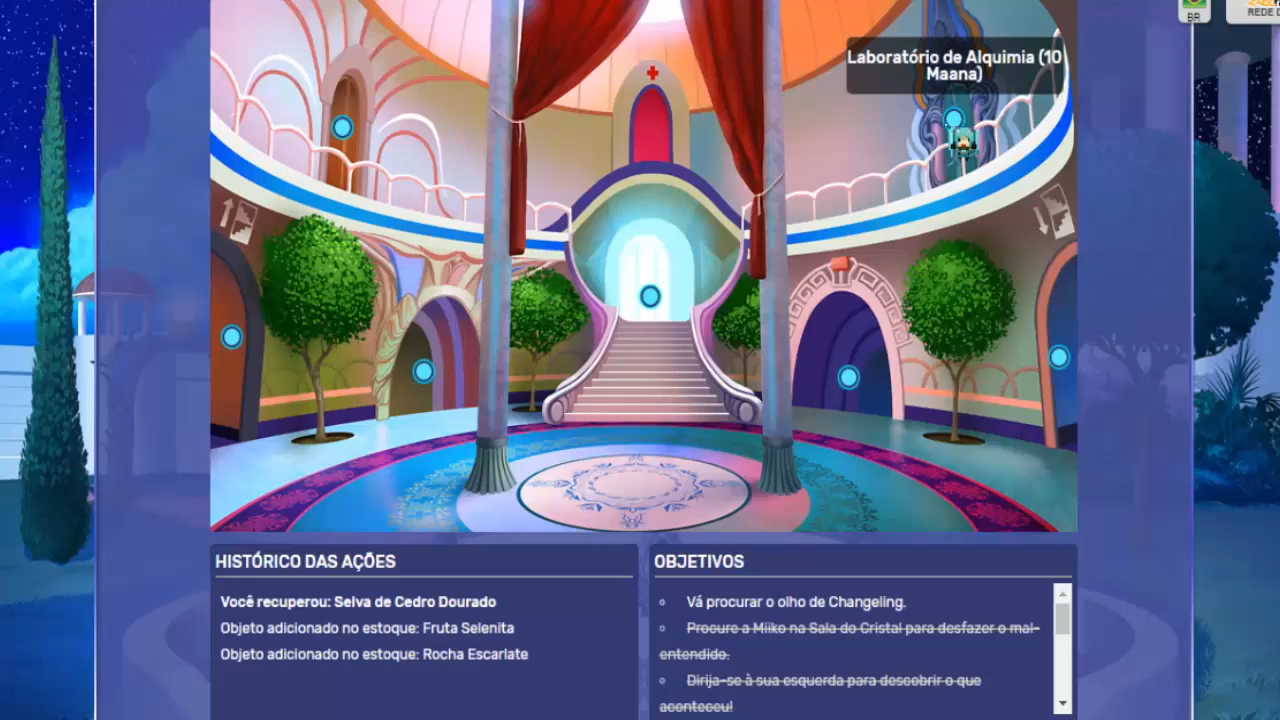 BR
REDE
Laboratório de Alquimia (10
Maana)
HISTÓRICO DAS AÇÕES
Você recuperou: Selva de Cedro Dourado
Objeto adicionado no estoque: Fruta Selenita
Objeto adicionado no estoque: Rocha Escarlate
OBJETIVOS
Vá procurar o olho de Changeling.
Procure a Miiko na Sala do Cristal para desfazer o mal-
entendido.
Dirija-se à sua esquerda para descobrir o que
aconteceu!